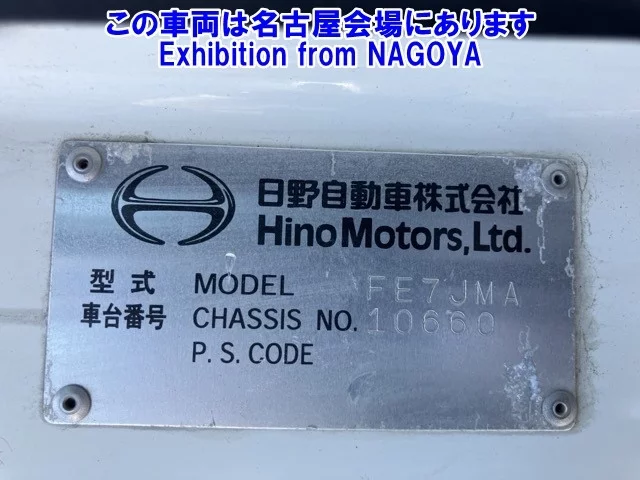 この車両は名古屋会場にあります
Exhibition from NAGOYA
日野自動車株式会社
Hino Motors, Ltd.
型式 MODEL FE7JMA
車台番号 CHASSIS NO. 10660
P. S. CODE